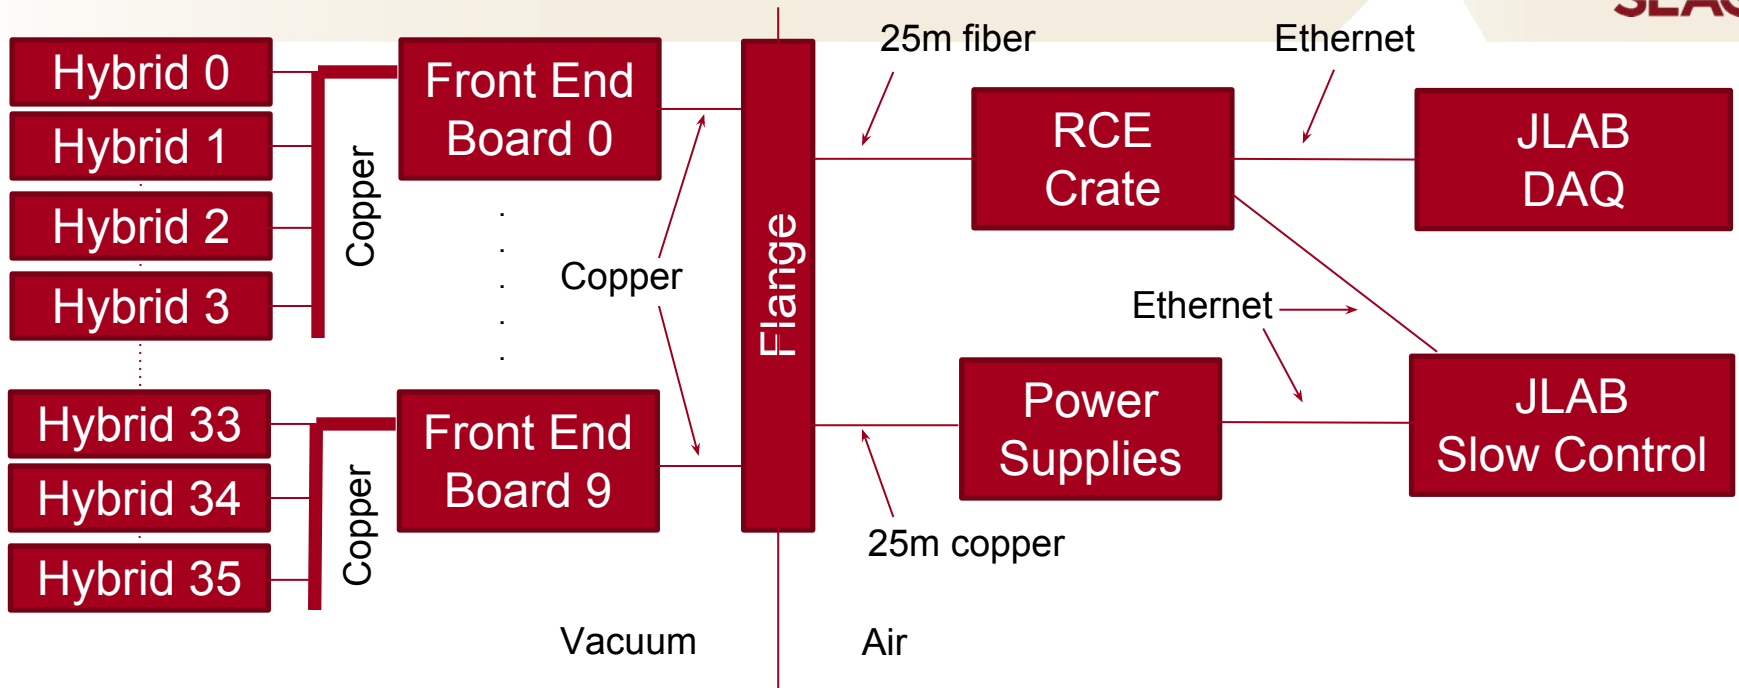 SLAC
25m fiber
Ethernet
Hybrid 0
Hybrid 1
Hybrid 2
Hybrid 3
Copper
Front End
Board 0
Copper
Flange
RCE
Crate
JLAB
DAQ
Ethernet
Hybrid 33
Hybrid 34
Hybrid 35
Copper
Front End
Board 9
Power
Supplies
JLAB
Slow Control
25m copper
Vacuum
Air